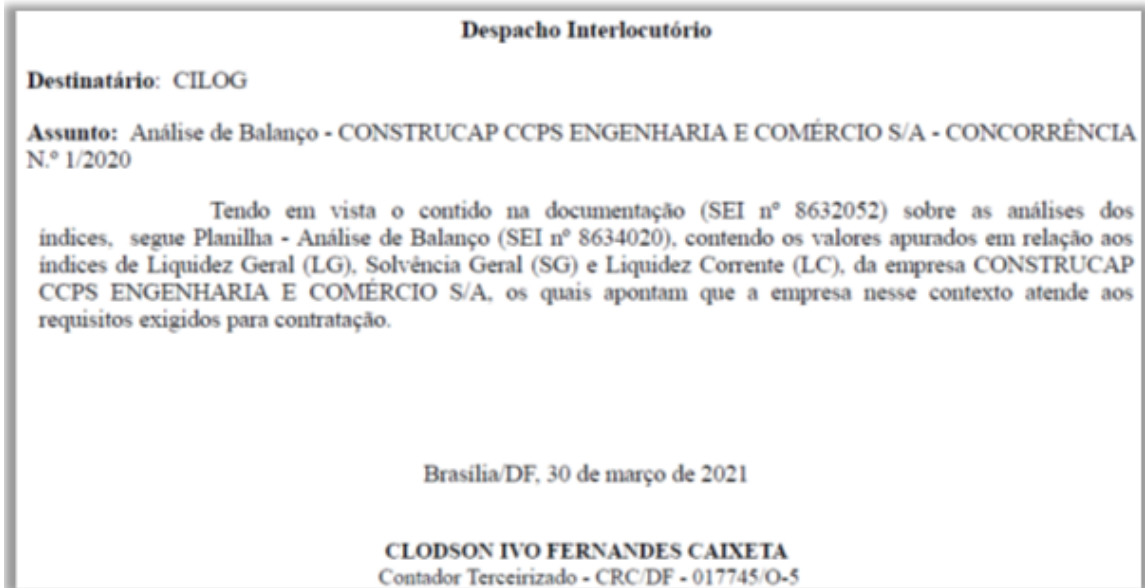 Despacho Interlocutório
Destinatário: CILOG
Assunto: Análise de Balanço - CONSTRUCAP CCPS ENGENHARIA E COMÉRCIO S/A - CONCORRÊNCIA
N.º 1/2020
Tendo em vista o contido na documentação (SEI nº 8632052) sobre as análises dos
índices, segue Planilha - Análise de Balanço (SEI nº 8634020), contendo os valores apurados em relação aos
índices de Liquidez Geral (LG), Solvência Geral (SG) e Liquidez Corrente (LC), da empresa CONSTRUCAP
CCPS ENGENHARIA E COMÉRCIO S/A, os quais apontam que a empresa nesse contexto atende aos
requisitos exigidos para contratação.
Brasília/DF, 30 de março de 2021
CLODSON IVO FERNANDES CAIXETA
Contador Terceirizado - CRC/DF - 017745/O-5